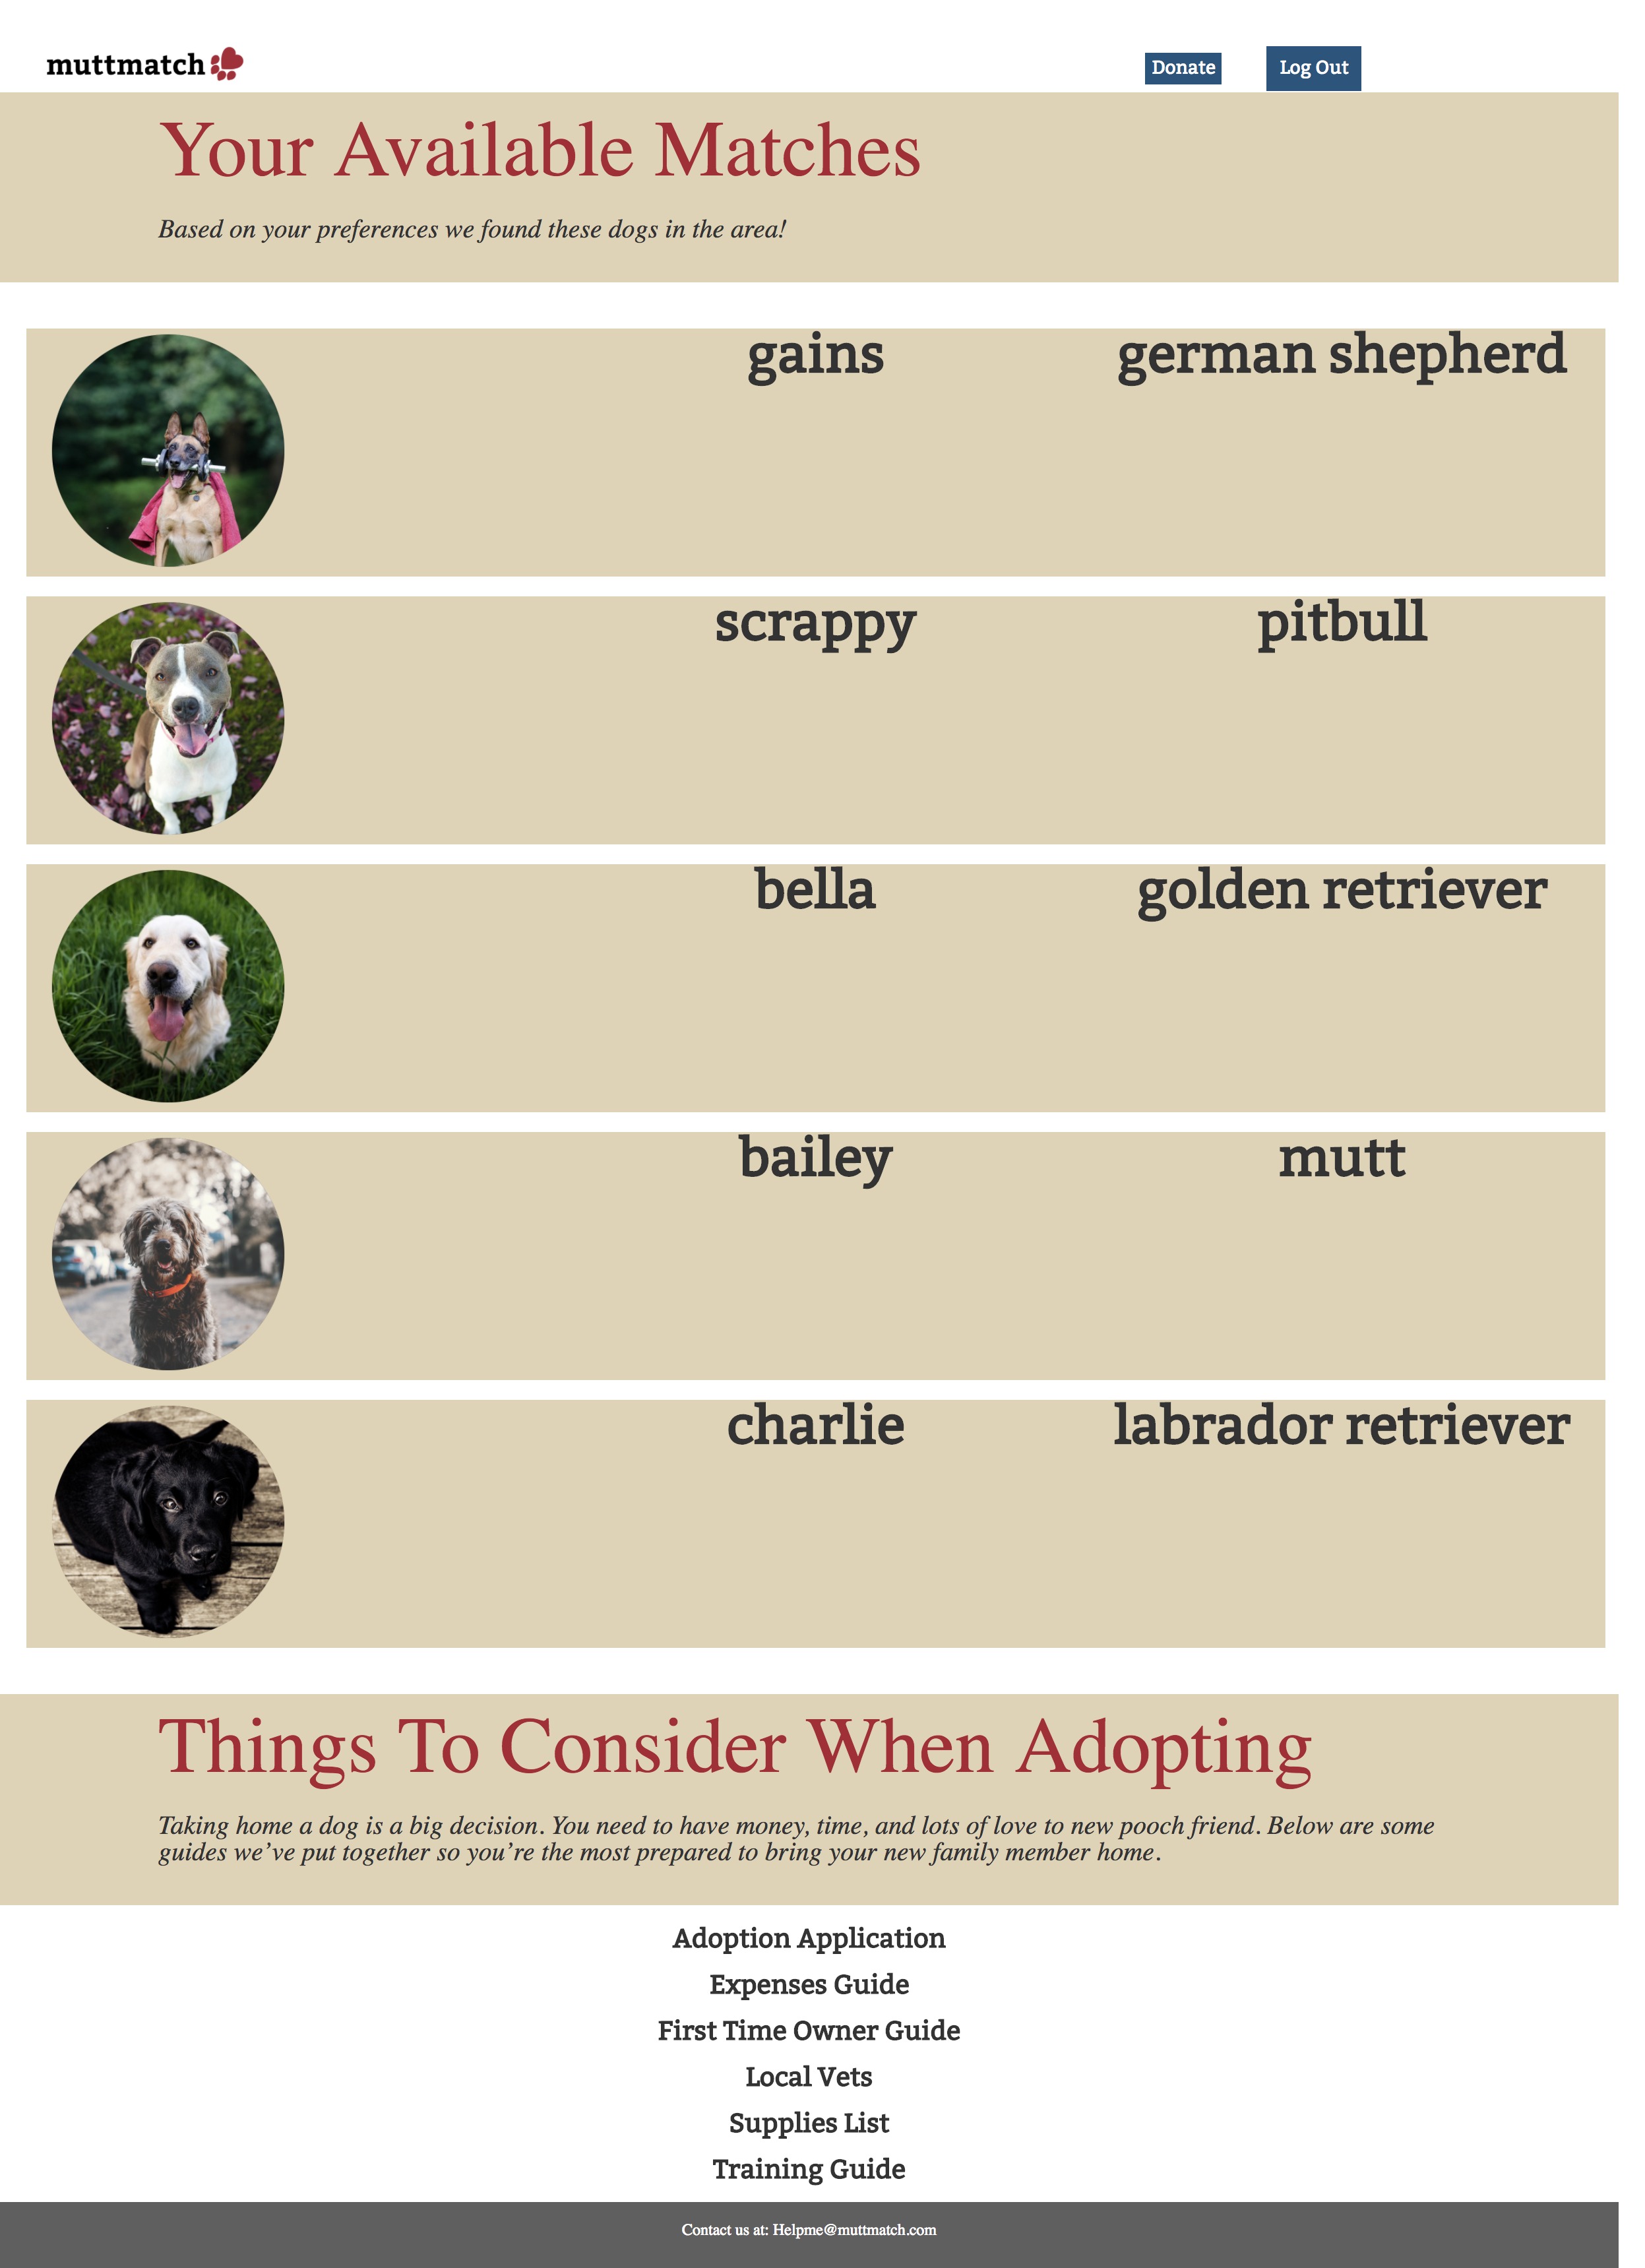 muttmatch
Donate
Log Out
Your Available Matches
Based on your preferences we found these dogs in the area!
gains
german shepherd
scrappy
pitbull
bella
golden retriever
bailey
mutt
charlie
labrador retriever
Things To Consider When Adopting
Taking home a dog is a big decision. You need to have money, time, and lots of love to new pooch friend. Below are some
guides we’ve put together so you’re the most prepared to bring your new family member home.
Adoption Application
Expenses Guide
First Time Owner Guide
Local Vets
Supplies List
Training Guide
Contact us at: Helpme@muttmatch.com